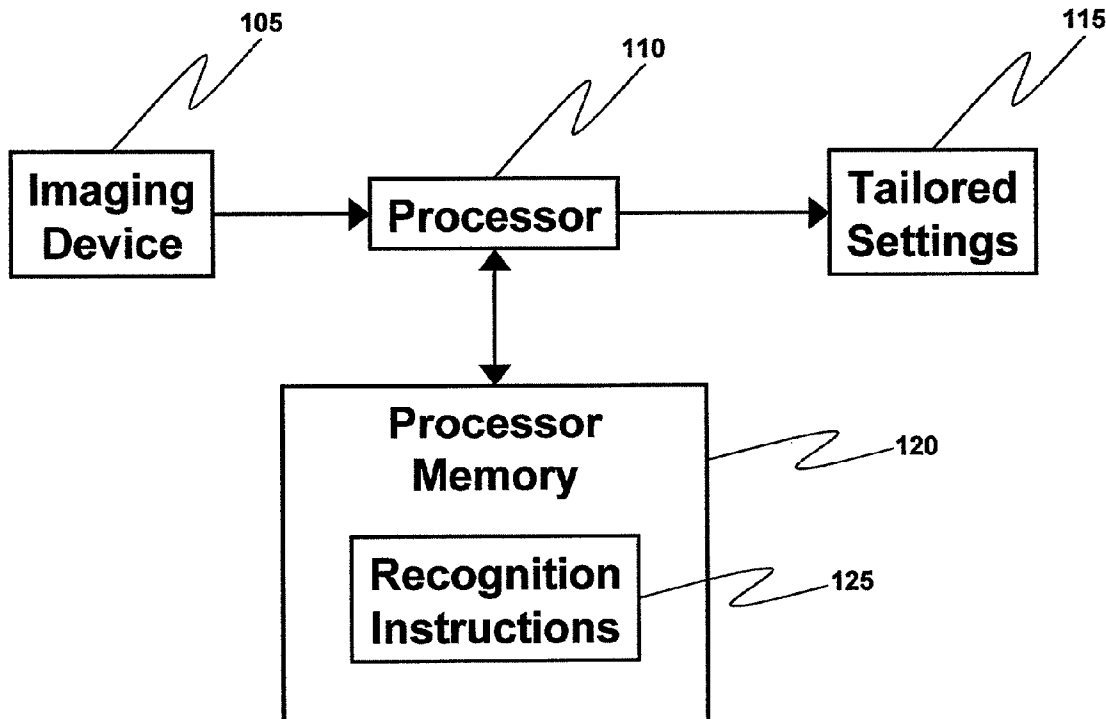 105
110
115
Imaging
Device
Processor
Tailored
Settings
Processor
Memory
120
Recognition
Instructions
125